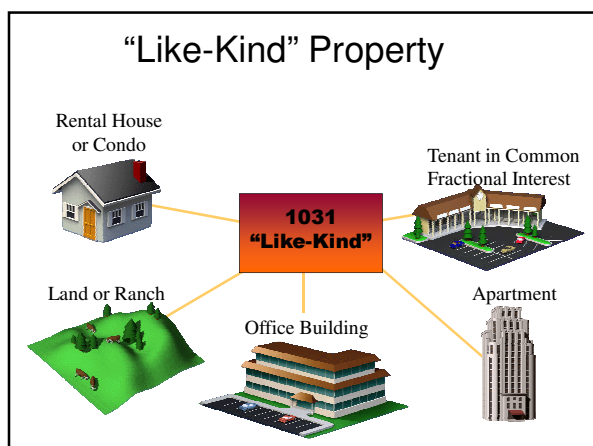 “Like-Kind” Property
Rental House
or Condo
Tenant in Common
Fractional Interest
1031
“Like-Kind”
Land or Ranch
Office Building
Apartment